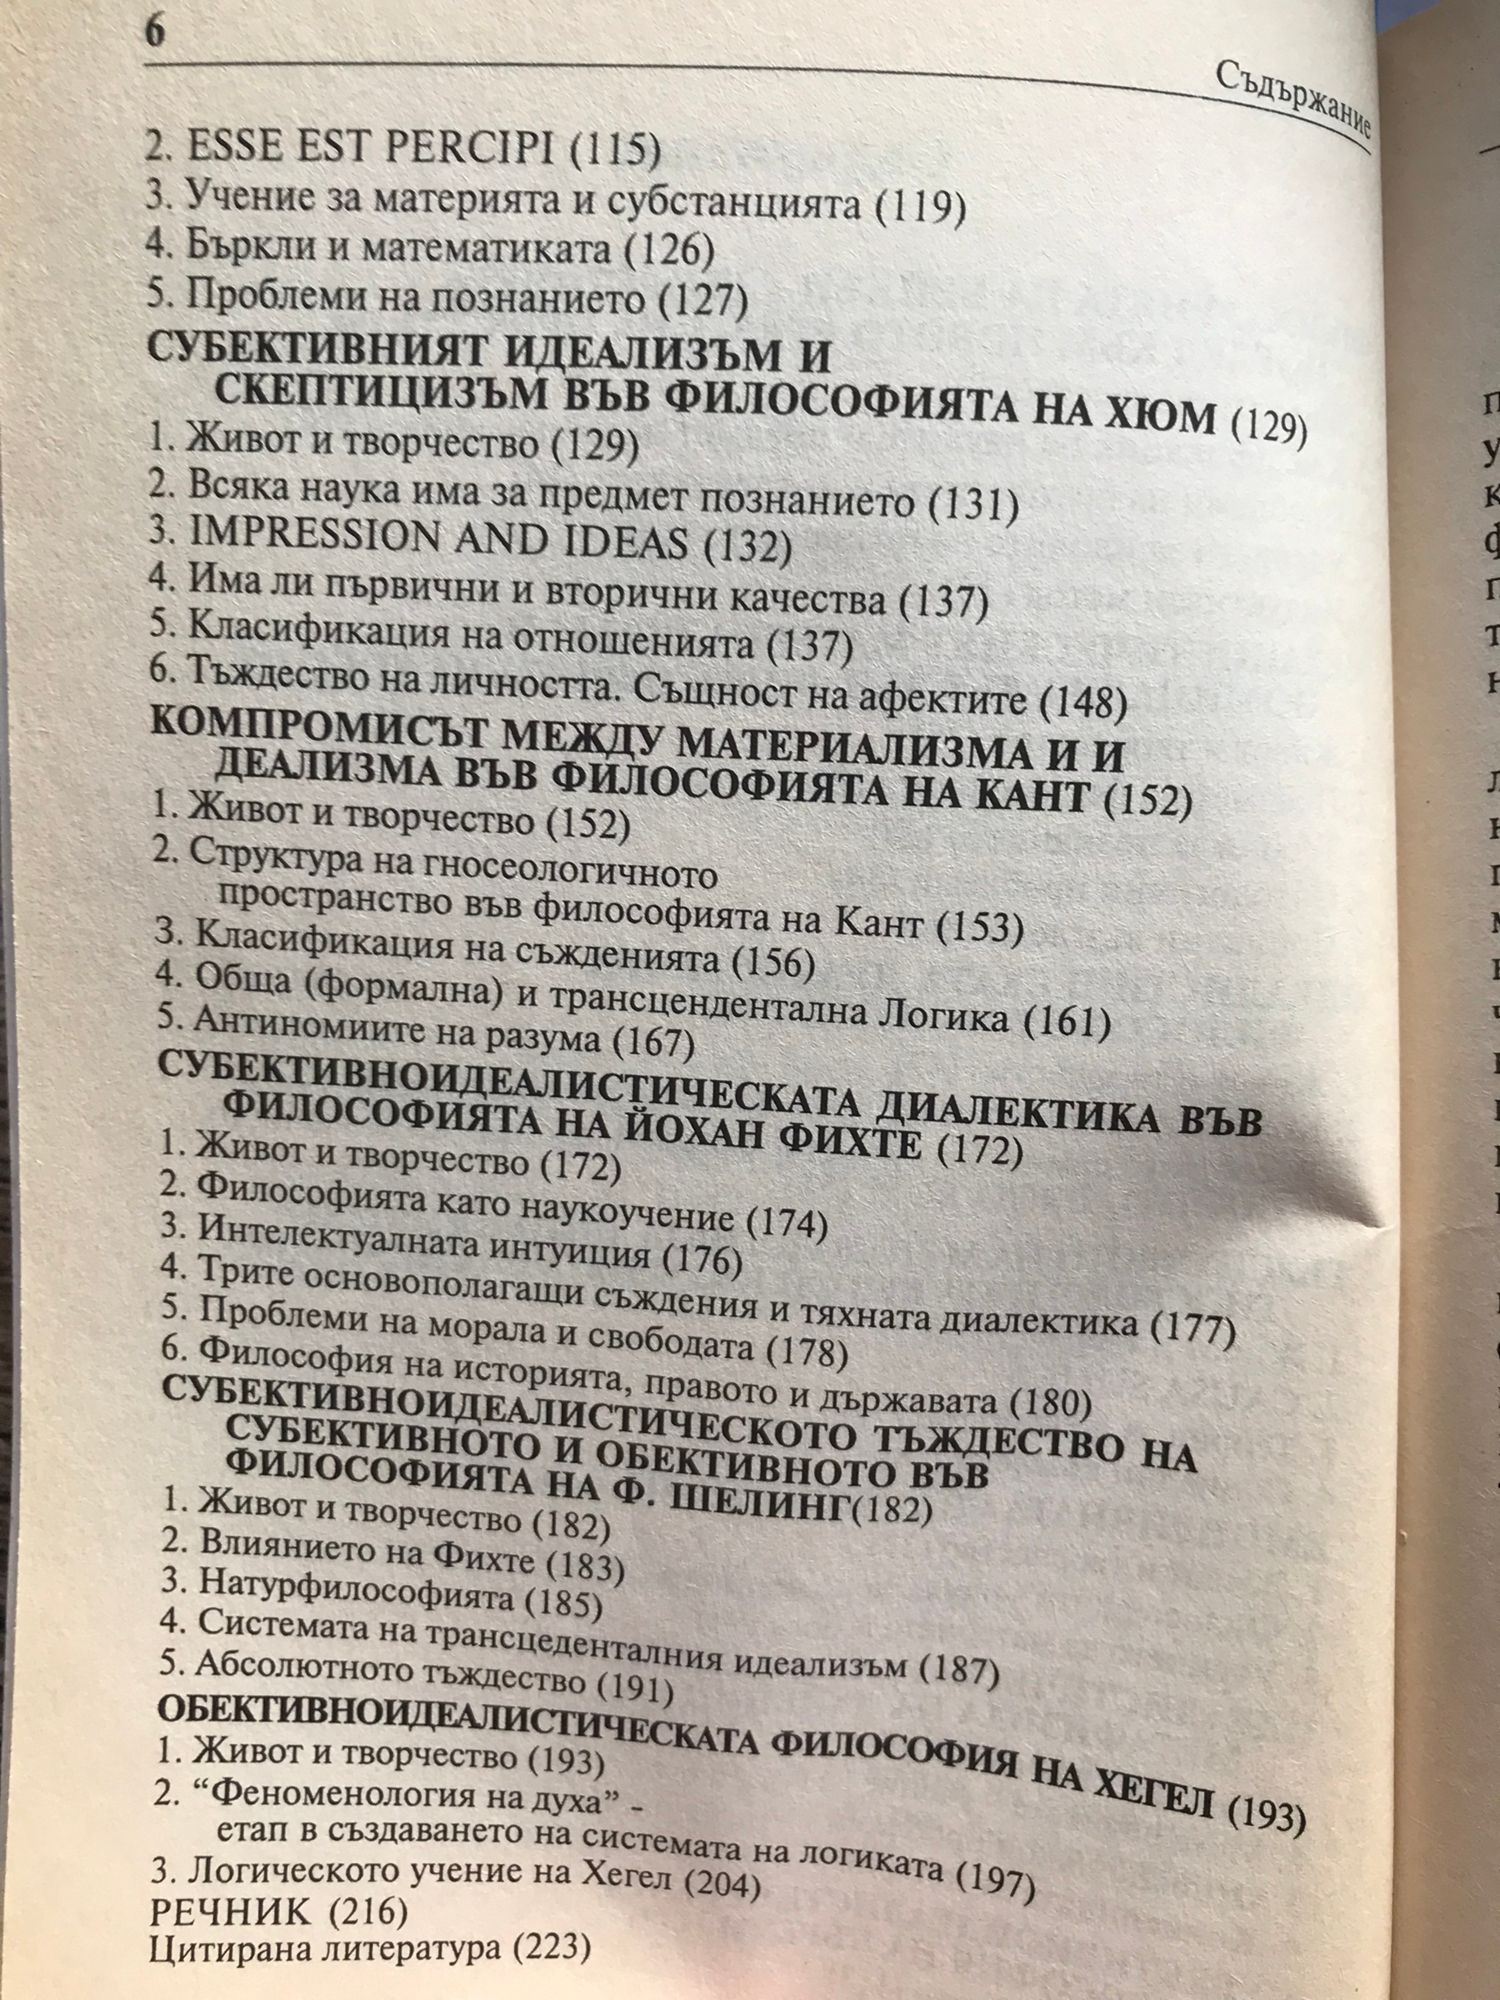 6
Съдържание
2. ESSE EST PERCIPI (115)
3. Учение за материята и субстанцията (119)
4. Бъркли и математиката (126)
5. Проблеми на познанието (127)
СУБЕКТИВНИЯТ ИДЕАЛИЗЪМ И
СКЕПТИЦИЗЪМ ВЪВ ФИЛОСОФИЯТА НА ХЮМ (129)
1. Живот и творчество (129)
2. Всяка наука има за предмет познанието (131)
3. IMPRESSION AND IDEAS (132)
4. Има ли първични и вторични качества (137)
5. Класификация на отношенията (137)
6. Тъждество на личността. Същност на афектите (148)
КОМПРОМИСЪТ МЕЖДУ МАТЕРИАЛИЗМА И И
ДЕАЛИЗМА ВЪВ ФИЛОСОФИЯТА НА КАНТ (152)
1. Живот и творчество (152)
2. Структура на гносеологичното
пространство във философията на Кант (153)
3. Класификация на съжденията (156)
4. Обща (формална) и трансцендентална Логика (161)
5. Антиномиите на разума (167)
СУБЕКТИВНОИДЕАЛИСТИЧЕСКАТА ДИАЛЕКТИКА ВЪВ
ФИЛОСОФИЯТА НА ЙОХАН ФИХТЕ (172)
1. Живот и творчество (172)
2. Философията като наукоучение (174)
3. Интелектуалната интуиция (176)
4. Трите основополагащи съждения и тяхната диалектика (177)
5. Проблеми на морала и свободата (178)
6. Философия на историята, правото и държавата (180)
СУБЕКТИВНОИДЕАЛИСТИЧЕСКОТО ТЪЖДЕСТВО НА
СУБЕКТИВНОТО И ОБЕКТИВНОТО ВЪВ
ФИЛОСОФИЯТА НА Ф. ШЕЛИНГ(182)
1. Живот и творчество (182)
2. Влиянието на Фихте (183)
3. Натурфилософията (185)
4. Системата на трансцеденталния идеализъм (187)
5. Абсолютното тъждество (191)
ОБЕКТИВНОИДЕАЛИСТИЧЕСКАТА ФИЛОСОФИЯ НА ХЕГЕЛ (193)
1. Живот и творчество (193)
2. “Феноменология на духа” -
етап в създаването на системата на логиката (197)
3. Логическото учение на Хегел (204)
РЕЧНИК (216)
Цитирана литература (223)